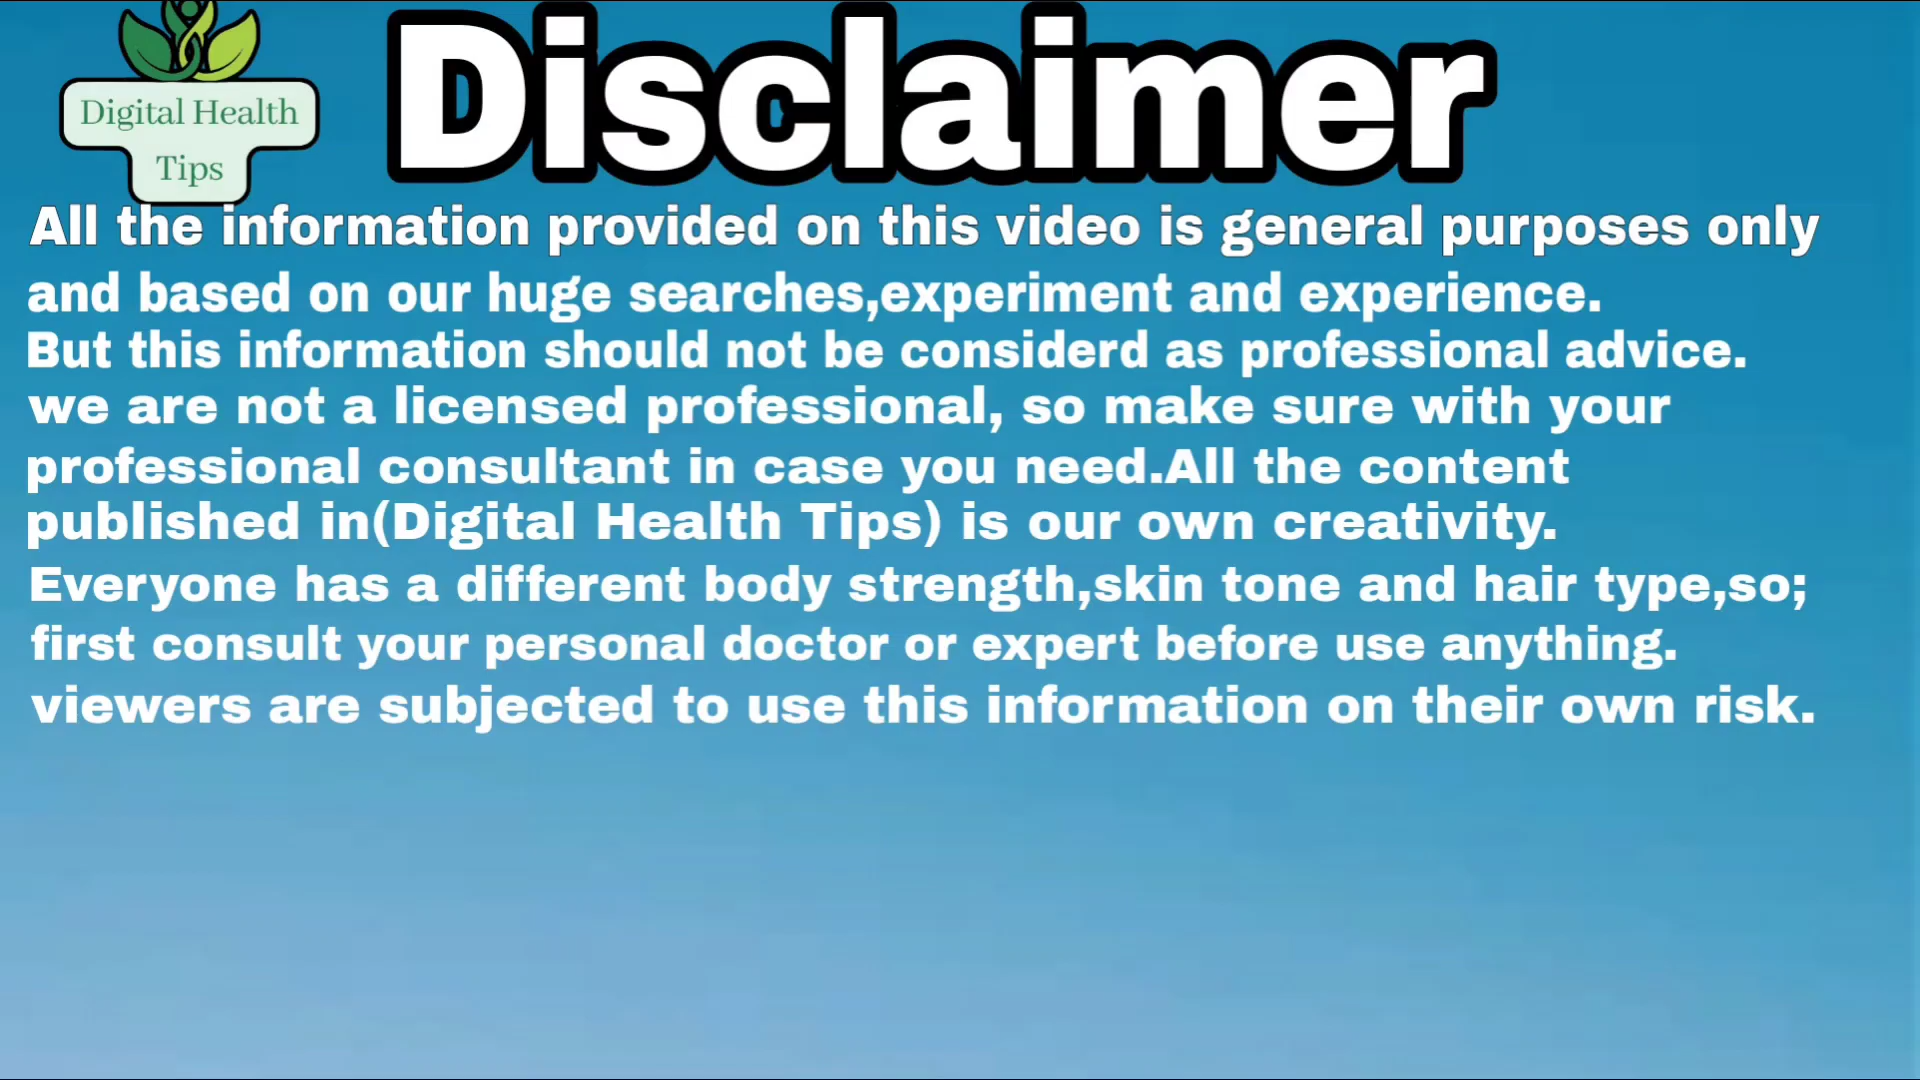 Digital Health
Tips
Disclaimer
All the information provided on this video is general purposes only
and based on our huge searches,experiment and experience.
But this information should not be considerd as professional advice.
we are not a licensed professional, so make sure with your
professional consultant in case you need.All the content
published in(Digital Health Tips) is our own creativity.
Everyone has a different body strength,skin tone and hair type,so;
first consult your personal doctor or expert before use anything.
viewers are subjected to use this information on their own risk.